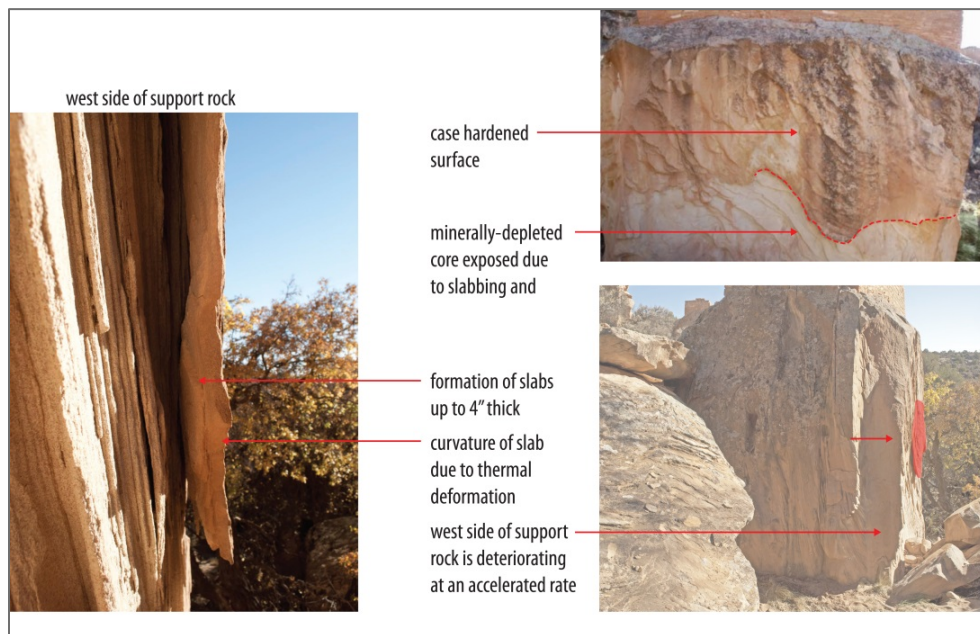 west side of support rock
case hardened
surface
minerally-depleted
core exposed due
to slabbing and
formation of slabs
up to 4” thick
curvature of slab
due to thermal
deformation
west side of support
rock is deteriorating
at an accelerated rate